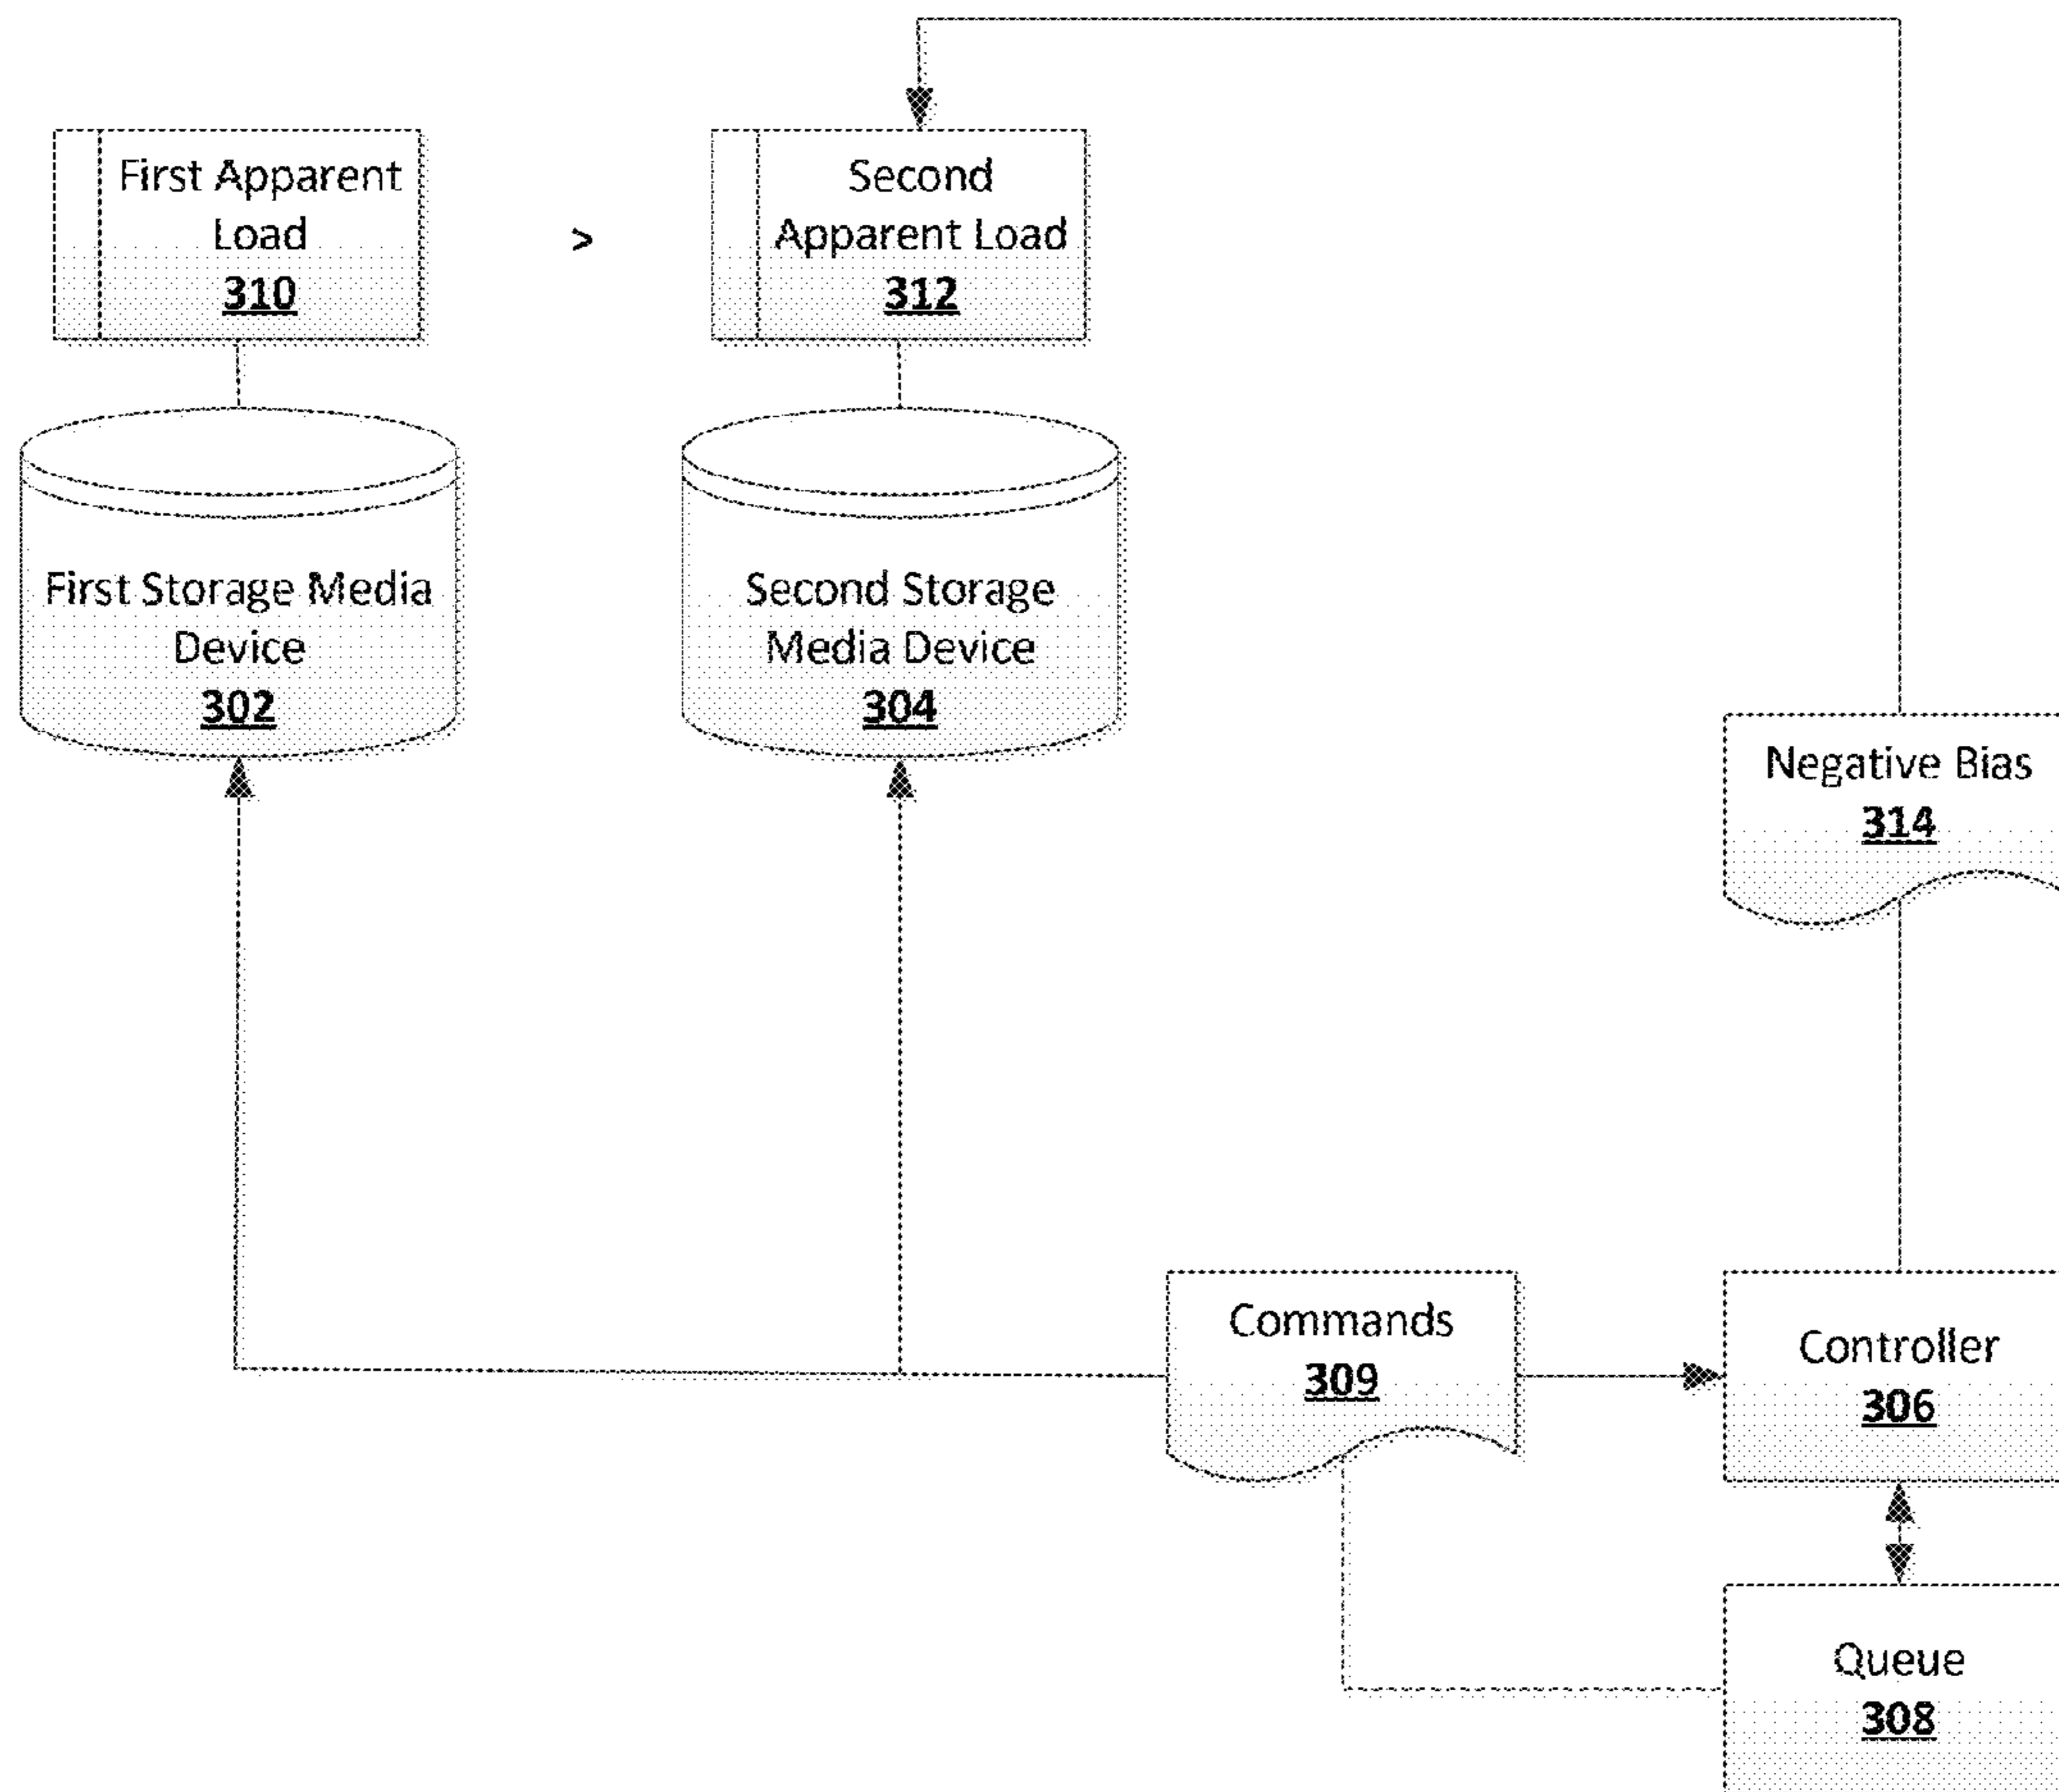 First Apparent
Load
310
>
Second
Apparent Load
312
First Storage Media
Device
302
Second Storage
Media Device
304
Negative Bias
314
Commands
309
Controller
306
Queue
308